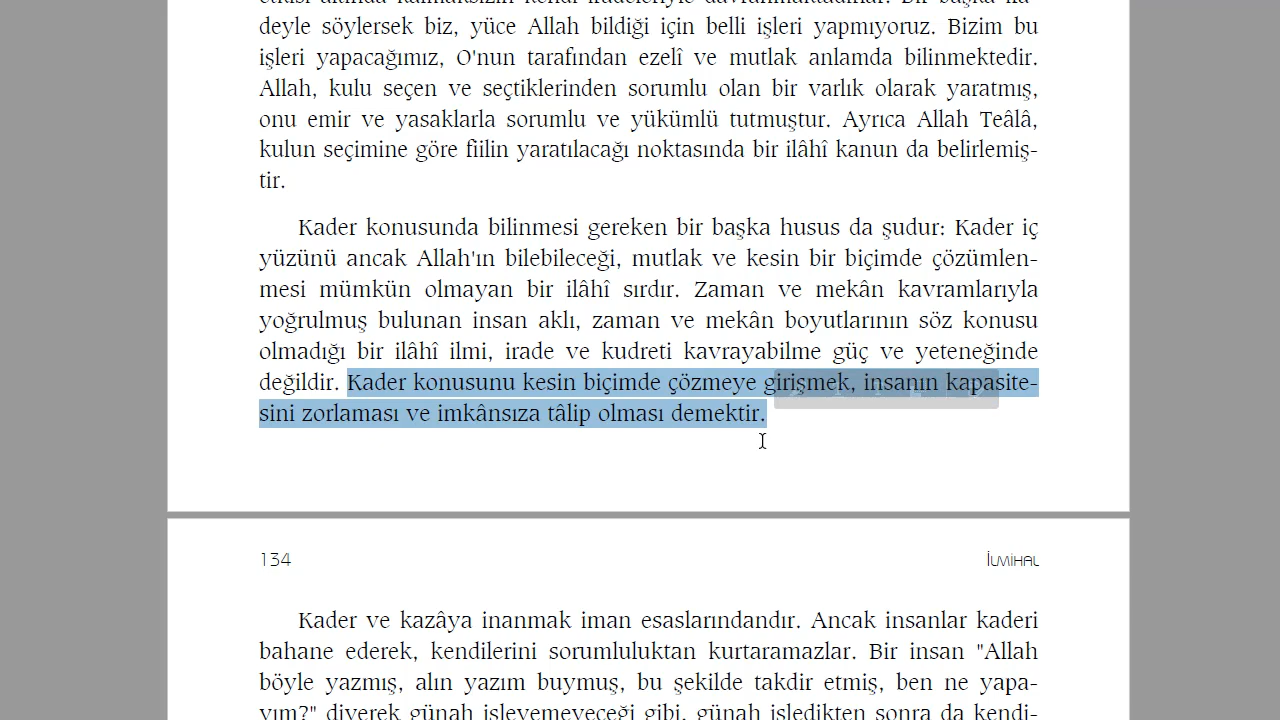 deyle söylersek biz, yüce Allah bildiği için belli işleri yapmıyoruz. Bizim bu
işleri yapacağımız, O'nun tarafından ezelî ve mutlak anlamda bilinmektedir.
Allah, kulu seçen ve seçtiklerinden sorumlu olan bir varlık olarak yaratmış,
onu emir ve yasaklarla sorumlu ve yükümlü tutmuştur. Ayrıca Allah Teâlâ,
kulun seçimine göre fiilin yaratılacağı noktasında bir ilâhî kanun da belirlemiş-
tir.
Kader konusunda bilinmesi gereken bir başka husus da şudur: Kader iç
yüzünü ancak Allah'ın bilebileceği, mutlak ve kesin bir biçimde çözümlen-
mesi mümkün olmayan bir ilâhî sırdır. Zaman ve mekân kavramlarıyla
yoğrulmuş bulunan insan aklı, zaman ve mekân boyutlarının söz konusu
olmadığı bir ilâhî ilmi, irade ve kudreti kavrayabilme güç ve yeteneğinde
değildir. Kader konusunu kesin biçimde çözmeye girişmek, insanın kapasite-
sini zorlaması ve imkânsıza tâlip olması demektir.
134
İLMİHAL
Kader ve kazâya inanmak iman esaslarındandır. Ancak insanlar kaderi
bahane ederek, kendilerini sorumluluktan kurtaramazlar. Bir insan "Allah
böyle yazmış, alın yazım buymuş, bu şekilde takdir etmiş, ben ne yapa-
yım?" diyerek günah işleyemeyeceği gibi, günah işledikten sonra da kendi-